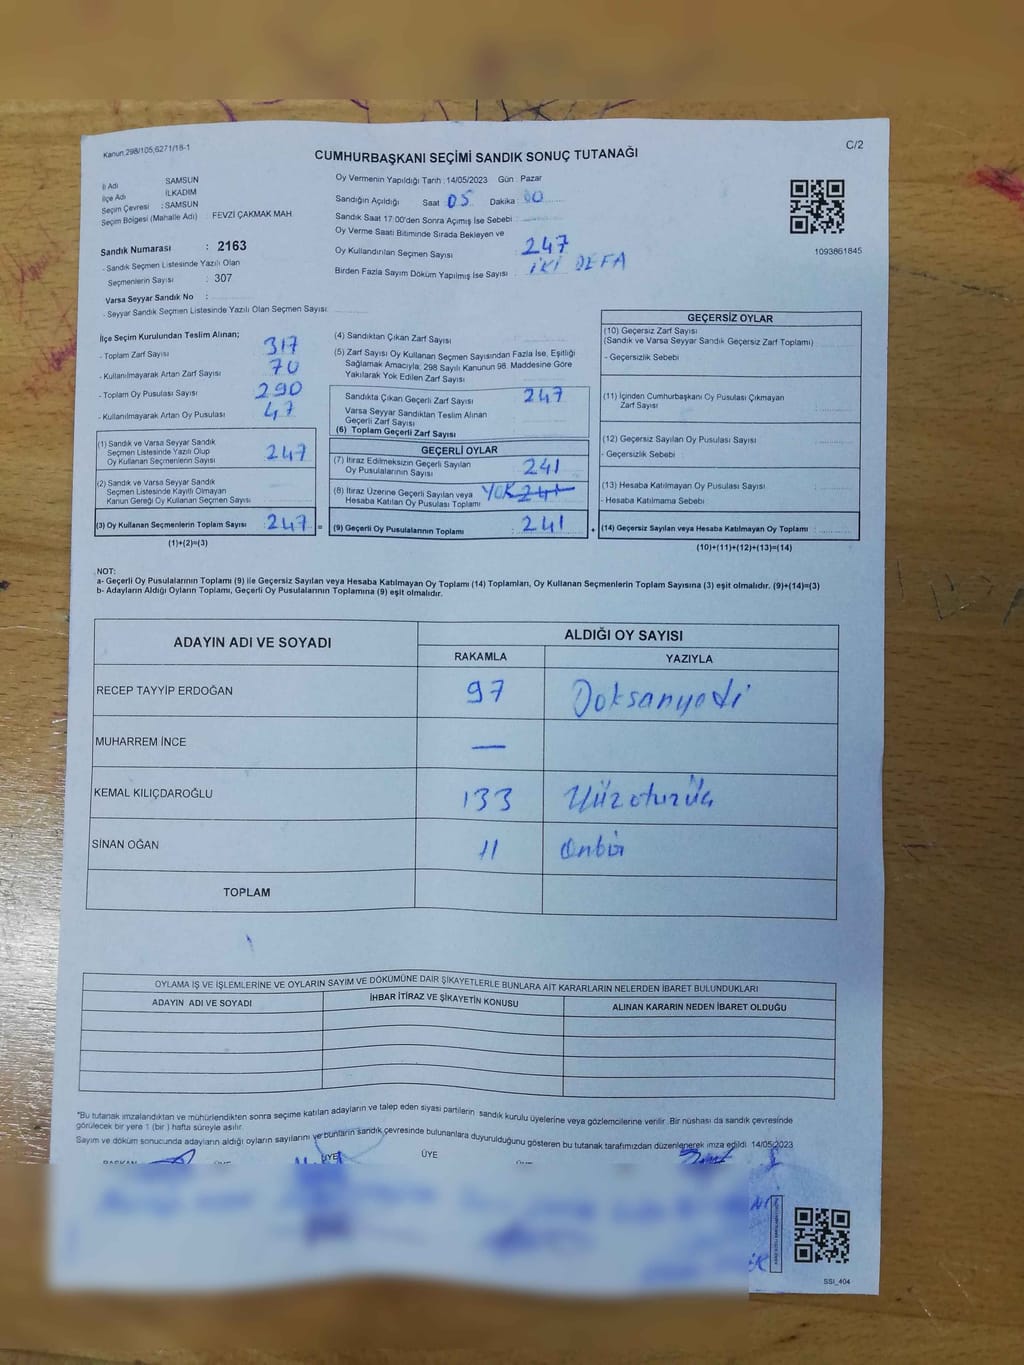 Kanun 298/105,6271/18-1
C/2
CUMHURBAŞKANI SEÇİMİ SANDIK SONUÇ TUTANAĞI
İl Adı SAMSUN
İlçe Adı İLKADIM
Seçim Çevresi : SAMSUN
Seçim Bölgesi (Mahalle Adı) FEVZİ ÇAKMAK MAH.
Sandık Numarası : 2163
- Sandık Seçmen Listesinde Yazılı Olan
Seçmenlerin Sayısı : 307
Varsa Seyyar Sandık No :
- Seyyar Sandık Seçmen Listesinde Yazılı Olan Seçmen Sayısı:
Oy Vermenin Yapıldığı Tarih : 14/05/2023 Gün : Pazar
Sandığın Açıldığı Saat 05 Dakika 00
Sandık Saat 17:00'den Sonra Açılmış İse Sebebi :
Oy Verme Saati Bitiminde Sırada Bekleyen ve
Oy Kullandırılan Seçmen Sayısı : 247
Birden Fazla Sayım Döküm Yapılmış İse Sayısı : İKİ DEFA
1093861845
İlçe Seçim Kurulundan Teslim Alınan;
- Toplam Zarf Sayısı 317
- Kullanılmayarak Artan Zarf Sayısı 70
- Toplam Oy Pusulası Sayısı 290
- Kullanılmayarak Artan Oy Pusulası 47
(1) Sandık ve Varsa Seyyar Sandık
Seçmen Listesinde Yazılı Olup
Oy Kullanan Seçmenlerin Sayısı 247
(2) Sandık ve Varsa Seyyar Sandık
Seçmen Listesinde Kayıtlı Olmayan
Kanun Gereği Oy Kullanan Seçmen Sayısı
(3) Oy Kullanan Seçmenlerin Toplam Sayısı : 247 =
(1)+(2)=(3)
(4) Sandıktan Çıkan Zarf Sayısı
(5) Zarf Sayısı Oy Kullanan Seçmen Sayısından Fazla İse, Eşitliği
Sağlamak Amacıyla, 298 Sayılı Kanunun 98. Maddesine Göre
Yakılarak Yok Edilen Zarf Sayısı
Sandıkta Çıkan Geçerli Zarf Sayısı : 247
Varsa Seyyar Sandıktan Teslim Alınan
Geçerli Zarf Sayısı
(6) Toplam Geçerli Zarf Sayısı
GEÇERLİ OYLAR
(7) İtiraz Edilmeksizin Geçerli Sayılan
Oy Pusulalarının Sayısı 241
(8) İtiraz Üzerine Geçerli Sayılan veya
Hesaba Katılan Oy Pusulası Toplamı YOK 241
(9) Geçerli Oy Pusulalarının Toplamı : 241 +
GEÇERSİZ OYLAR
(10) Geçersiz Zarf Sayısı
(Sandık ve Varsa Seyyar Sandık Geçersiz Zarf Toplamı) :
- Geçersizlik Sebebi
(11) İçinden Cumhurbaşkanı Oy Pusulası Çıkmayan
Zarf Sayısı
(12) Geçersiz Sayılan Oy Pusulası Sayısı
- Geçersizlik Sebebi :
(13) Hesaba Katılmayan Oy Pusulası Sayısı
- Hesaba Katılmama Sebebi
(14) Geçersiz Sayılan veya Hesaba Katılmayan Oy Toplamı
(10)+(11)+(12)+(13)=(14)
NOT:
a- Geçerli Oy Pusulalarının Toplamı (9) ile Geçersiz Sayılan veya Hesaba Katılmayan Oy Toplamı (14) Toplamları, Oy Kullanan Seçmenlerin Toplam Sayısına (3) eşit olmalıdır. (9)+(14)=(3)
b- Adayların Aldığı Oyların Toplamı, Geçerli Oy Pusulalarının Toplamına (9) eşit olmalıdır.
ADAYIN ADI VE SOYADI
ALDIĞI OY SAYISI
RAKAMLA YAZIYLA
RECEP TAYYİP ERDOĞAN 97 Doksanyedi
MUHARREM İNCE —
KEMAL KILIÇDAROĞLU 133 Yüzotuzüç
SİNAN OĞAN 11 Onbir
TOPLAM
OYLAMA İŞ VE İŞLEMLERİNE VE OYLARIN SAYIM VE DÖKÜMÜNE DAİR ŞİKAYETLERLE BUNLARA AİT KARARLARIN NELERDEN İBARET BULUNDUKLARI
ADAYIN ADI VE SOYADI İHBAR İTİRAZ VE ŞİKAYETİN KONUSU ALINAN KARARIN NEDEN İBARET OLDUĞU
*Bu tutanak imzalandıktan ve mühürlendikten sonra seçime katılan adayların ve talep eden siyasi partilerin sandık kurulu üyelerine veya gözlemcilerine verilir. Bir nüshası da sandık çevresinde
görülecek bir yere 1 (bir ) hafta süreyle asılır.
Sayım ve döküm sonucunda adayların aldığı oyların sayılarını ve bunların sandık çevresinde bulunanlara duyurulduğunu gösteren bu tutanak tarafımızdan düzenlenerek imza edildi. 14/05/2023
BAŞKAN ÜYE ÜYE ÜYE ÜYE
SSI_404